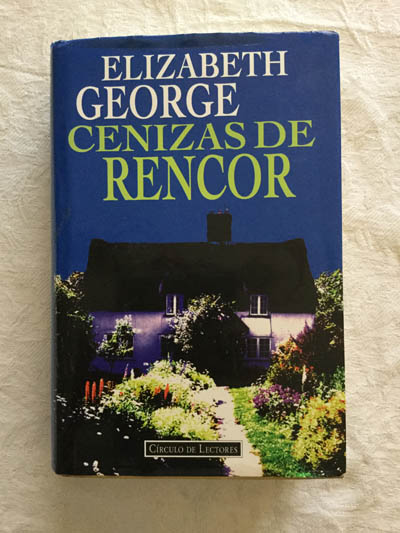 ELIZABETH
GEORGE
CENIZAS DE
RENCOR
CÍRCULO DE LECTORES